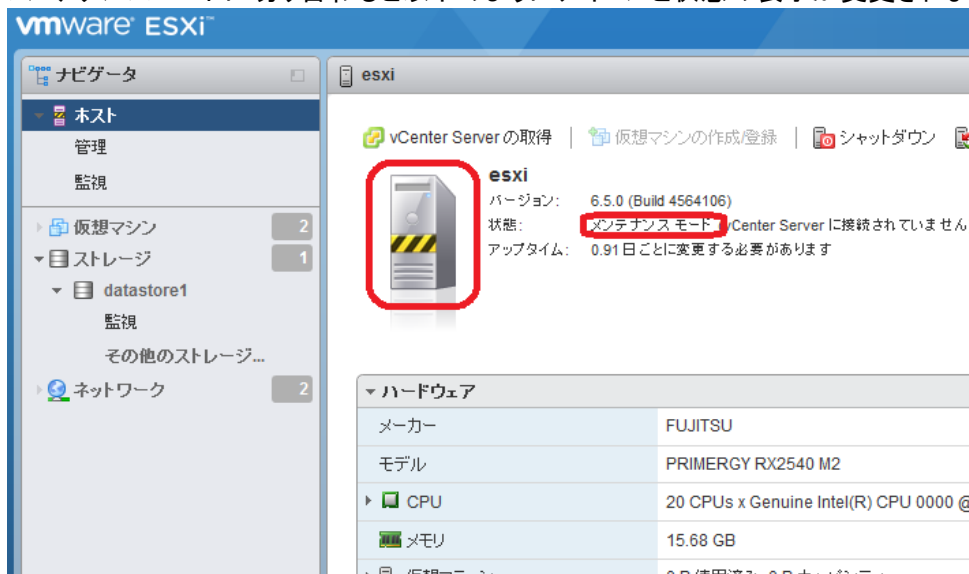 vmware ESXi™
ナビゲータ
esxi
ホスト
管理
監視
仮想マシン 2
ストレージ 1
datastore1
監視
その他のストレージ...
ネットワーク 2
vCenter Server の取得 | 仮想マシンの作成/登録 | シャットダウン
esxi
バージョン: 6.5.0 (Build 4564106)
状態: メンテナンス モード vCenter Server に接続されていません
アップタイム: 0.91 日ごとに変更する必要があります
ハードウェア
メーカー FUJITSU
モデル PRIMERGY RX2540 M2
CPU 20 CPUs x Genuine Intel(R) CPU 0000 @
メモリ 15.68 GB